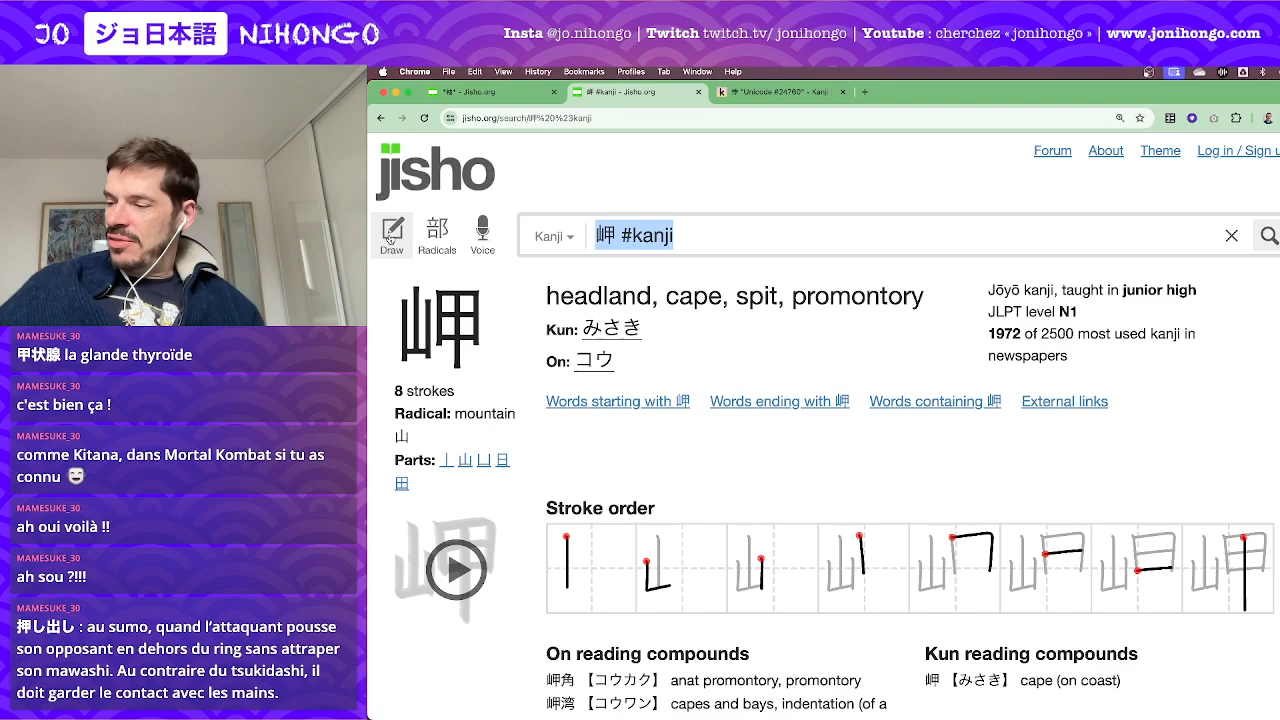 JO ジョ日本語 NIHONGO
Insta @jo.nihongo | Twitch twitch.tv/ jonihongo | Youtube : cherchez « jonihongo » | www.jonihongo.com
Chrome File Edit View History Bookmarks Profiles Tab Window Help
jisho.org/search/岬%20%23kanji
jisho
Forum About Theme Log in / Sign u
Draw Radicals Voice
Kanji 岬 #kanji
岬
headland, cape, spit, promontory
Kun: みさき
On: コウ
Jōyō kanji, taught in junior high
JLPT level N1
1972 of 2500 most used kanji in
newspapers
8 strokes
Radical: mountain
山
Parts: 丨 山 凵 日
田
Words starting with 岬 Words ending with 岬 Words containing 岬 External links
Stroke order
On reading compounds
岬角 【コウカク】 anat promontory, promontory
岬湾 【コウワン】 capes and bays, indentation (of a
Kun reading compounds
岬 【みさき】 cape (on coast)
MAMESUKE_30
甲状腺 la glande thyroïde
MAMESUKE_30
c'est bien ça !
MAMESUKE_30
comme Kitana, dans Mortal Kombat si tu as
connu
MAMESUKE_30
ah oui voilà !!
MAMESUKE_30
ah sou ?!!!
MAMESUKE_30
押し出し : au sumo, quand l'attaquant pousse
son opposant en dehors du ring sans attraper
son mawashi. Au contraire du tsukidashi, il
doit garder le contact avec les mains.